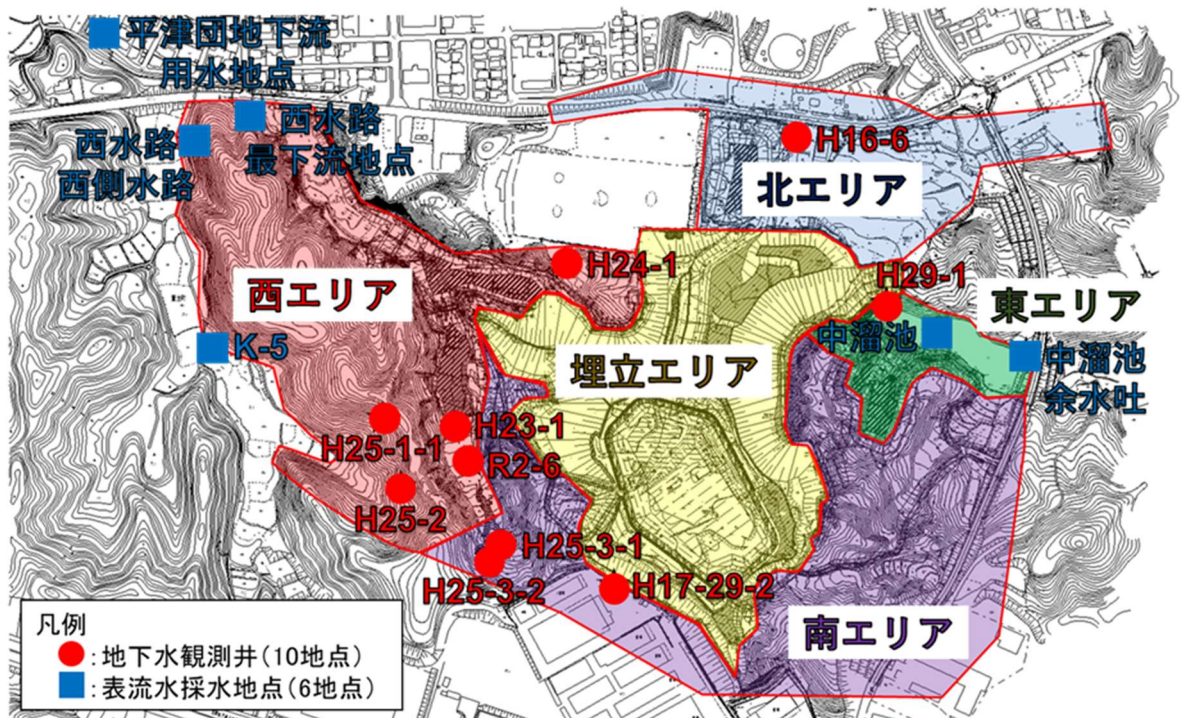 平津団地下流
用水地点
西水路
最下流地点
西水路
西側水路
H16-6
北エリア
H24-1
H29-1
西エリア
東エリア
中溜池
K-5
中溜池
余水吐
埋立エリア
H25-1-1
H23-1
R2-6
H25-2
H25-3-1
H25-3-2
H17-29-2
南エリア
凡例
:地下水観測井(10地点)
:表流水採水地点(6地点)